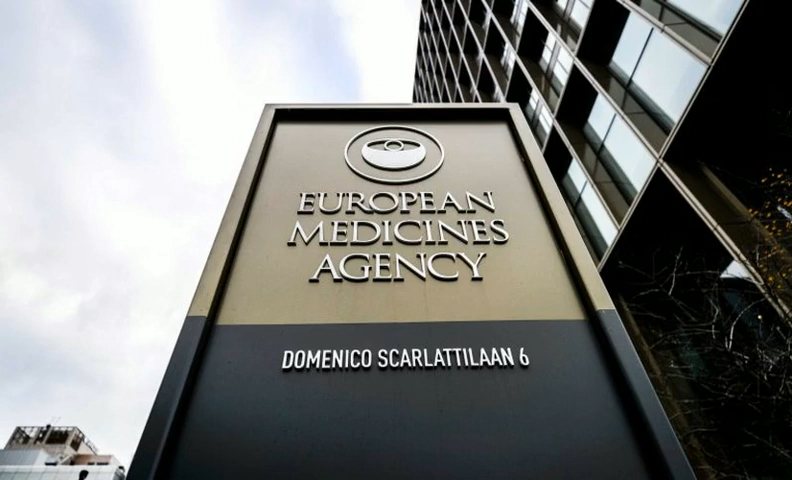 EUROPEAN
MEDICINES
AGENCY
DOMENICO SCARLATTILAAN 6